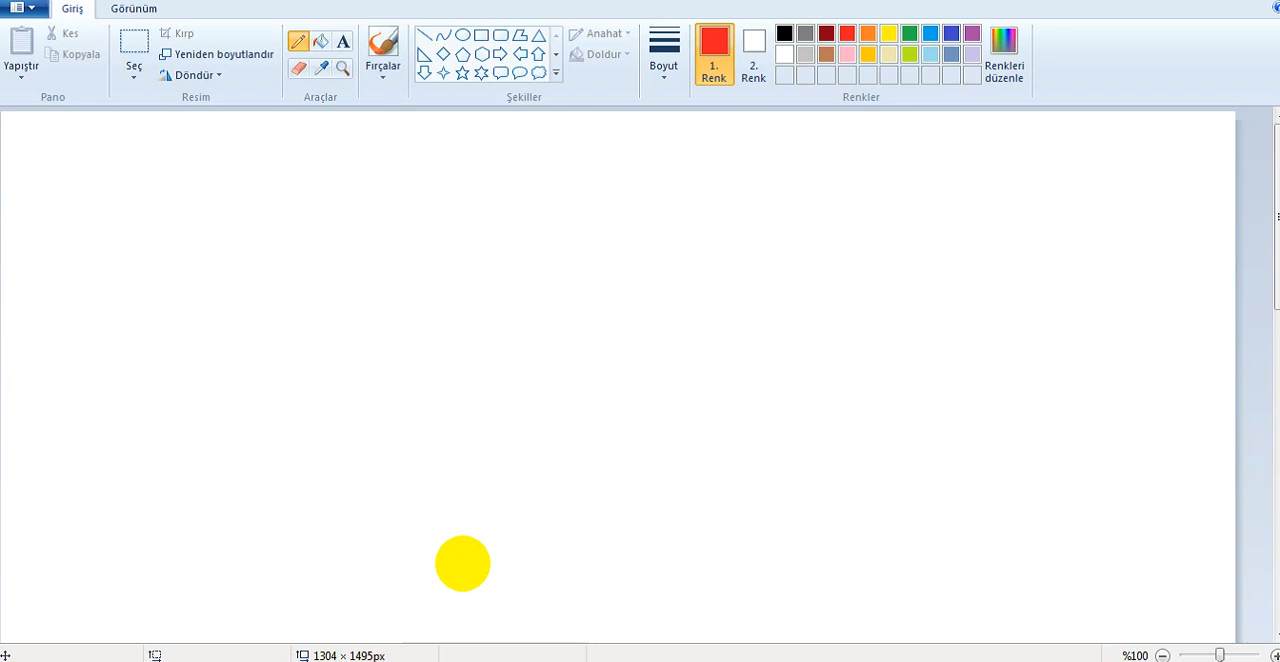 Giriş Görünüm
Yapıştır
Kes
Kopyala
Pano
Seç
Kırp
Yeniden boyutlandır
Döndür
Resim
A
Araçlar
Fırçalar
Şekiller
Anahat
Doldur
Boyut
1.
Renk
2.
Renk
Renkler
Renkleri
düzenle
1304 × 1495px
%100